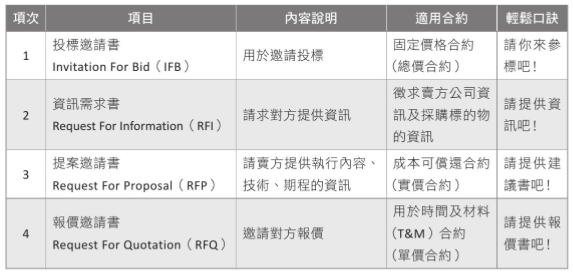 項次 項目 內容說明 適用合約 輕鬆口訣
1 投標邀請書 用於邀請投標 固定價格合約 請你來參
Invitation For Bid（IFB） （總價合約） 標吧！
2 資訊需求書 請求對方提供資訊 徵求賣方公司資 請提供資
Request For Information（RFI） 訊及採購標的物 訊吧！
的資訊
3 提案邀請書 請賣方提供執行內容、 成本可償還合約 請提供建
Request For Proposal（RFP） 技術、期程的資訊 （實價合約） 議書吧！
4 報價邀請書 邀請對方報價 用於時間及材料 請提供報
Request For Quotation（RFQ） （T&M）合約 價書吧！
（單價合約）